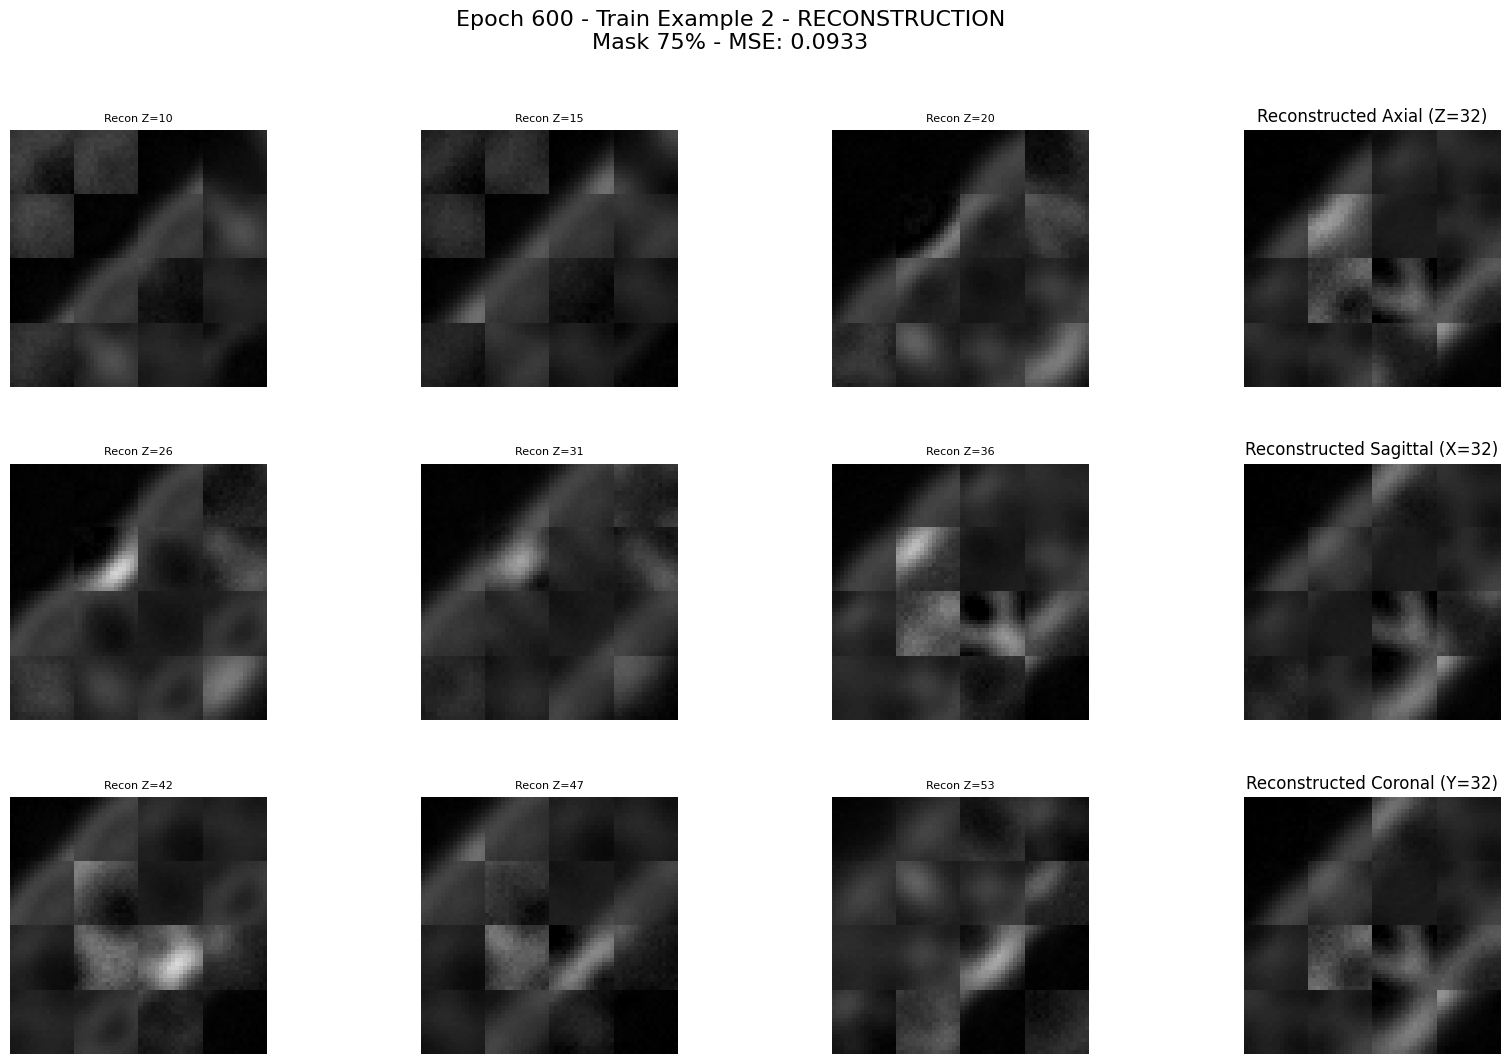 Epoch 600 - Train Example 2 - RECONSTRUCTION
Mask 75% - MSE: 0.0933
Recon Z=10
Recon Z=15
Recon Z=20
Reconstructed Axial (Z=32)
Recon Z=26
Recon Z=31
Recon Z=36
Reconstructed Sagittal (X=32)
Recon Z=42
Recon Z=47
Recon Z=53
Reconstructed Coronal (Y=32)